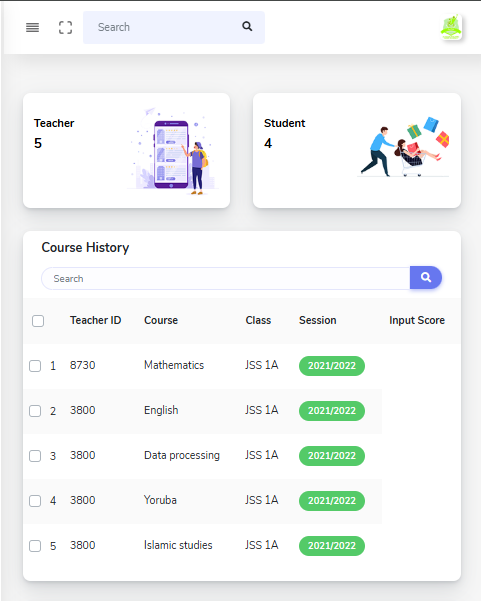 Search
Teacher
5
Student
4
Course History
Search
Teacher ID Course Class Session Input Score
1 8730 Mathematics JSS 1A 2021/2022
2 3800 English JSS 1A 2021/2022
3 3800 Data processing JSS 1A 2021/2022
4 3800 Yoruba JSS 1A 2021/2022
5 3800 Islamic studies JSS 1A 2021/2022